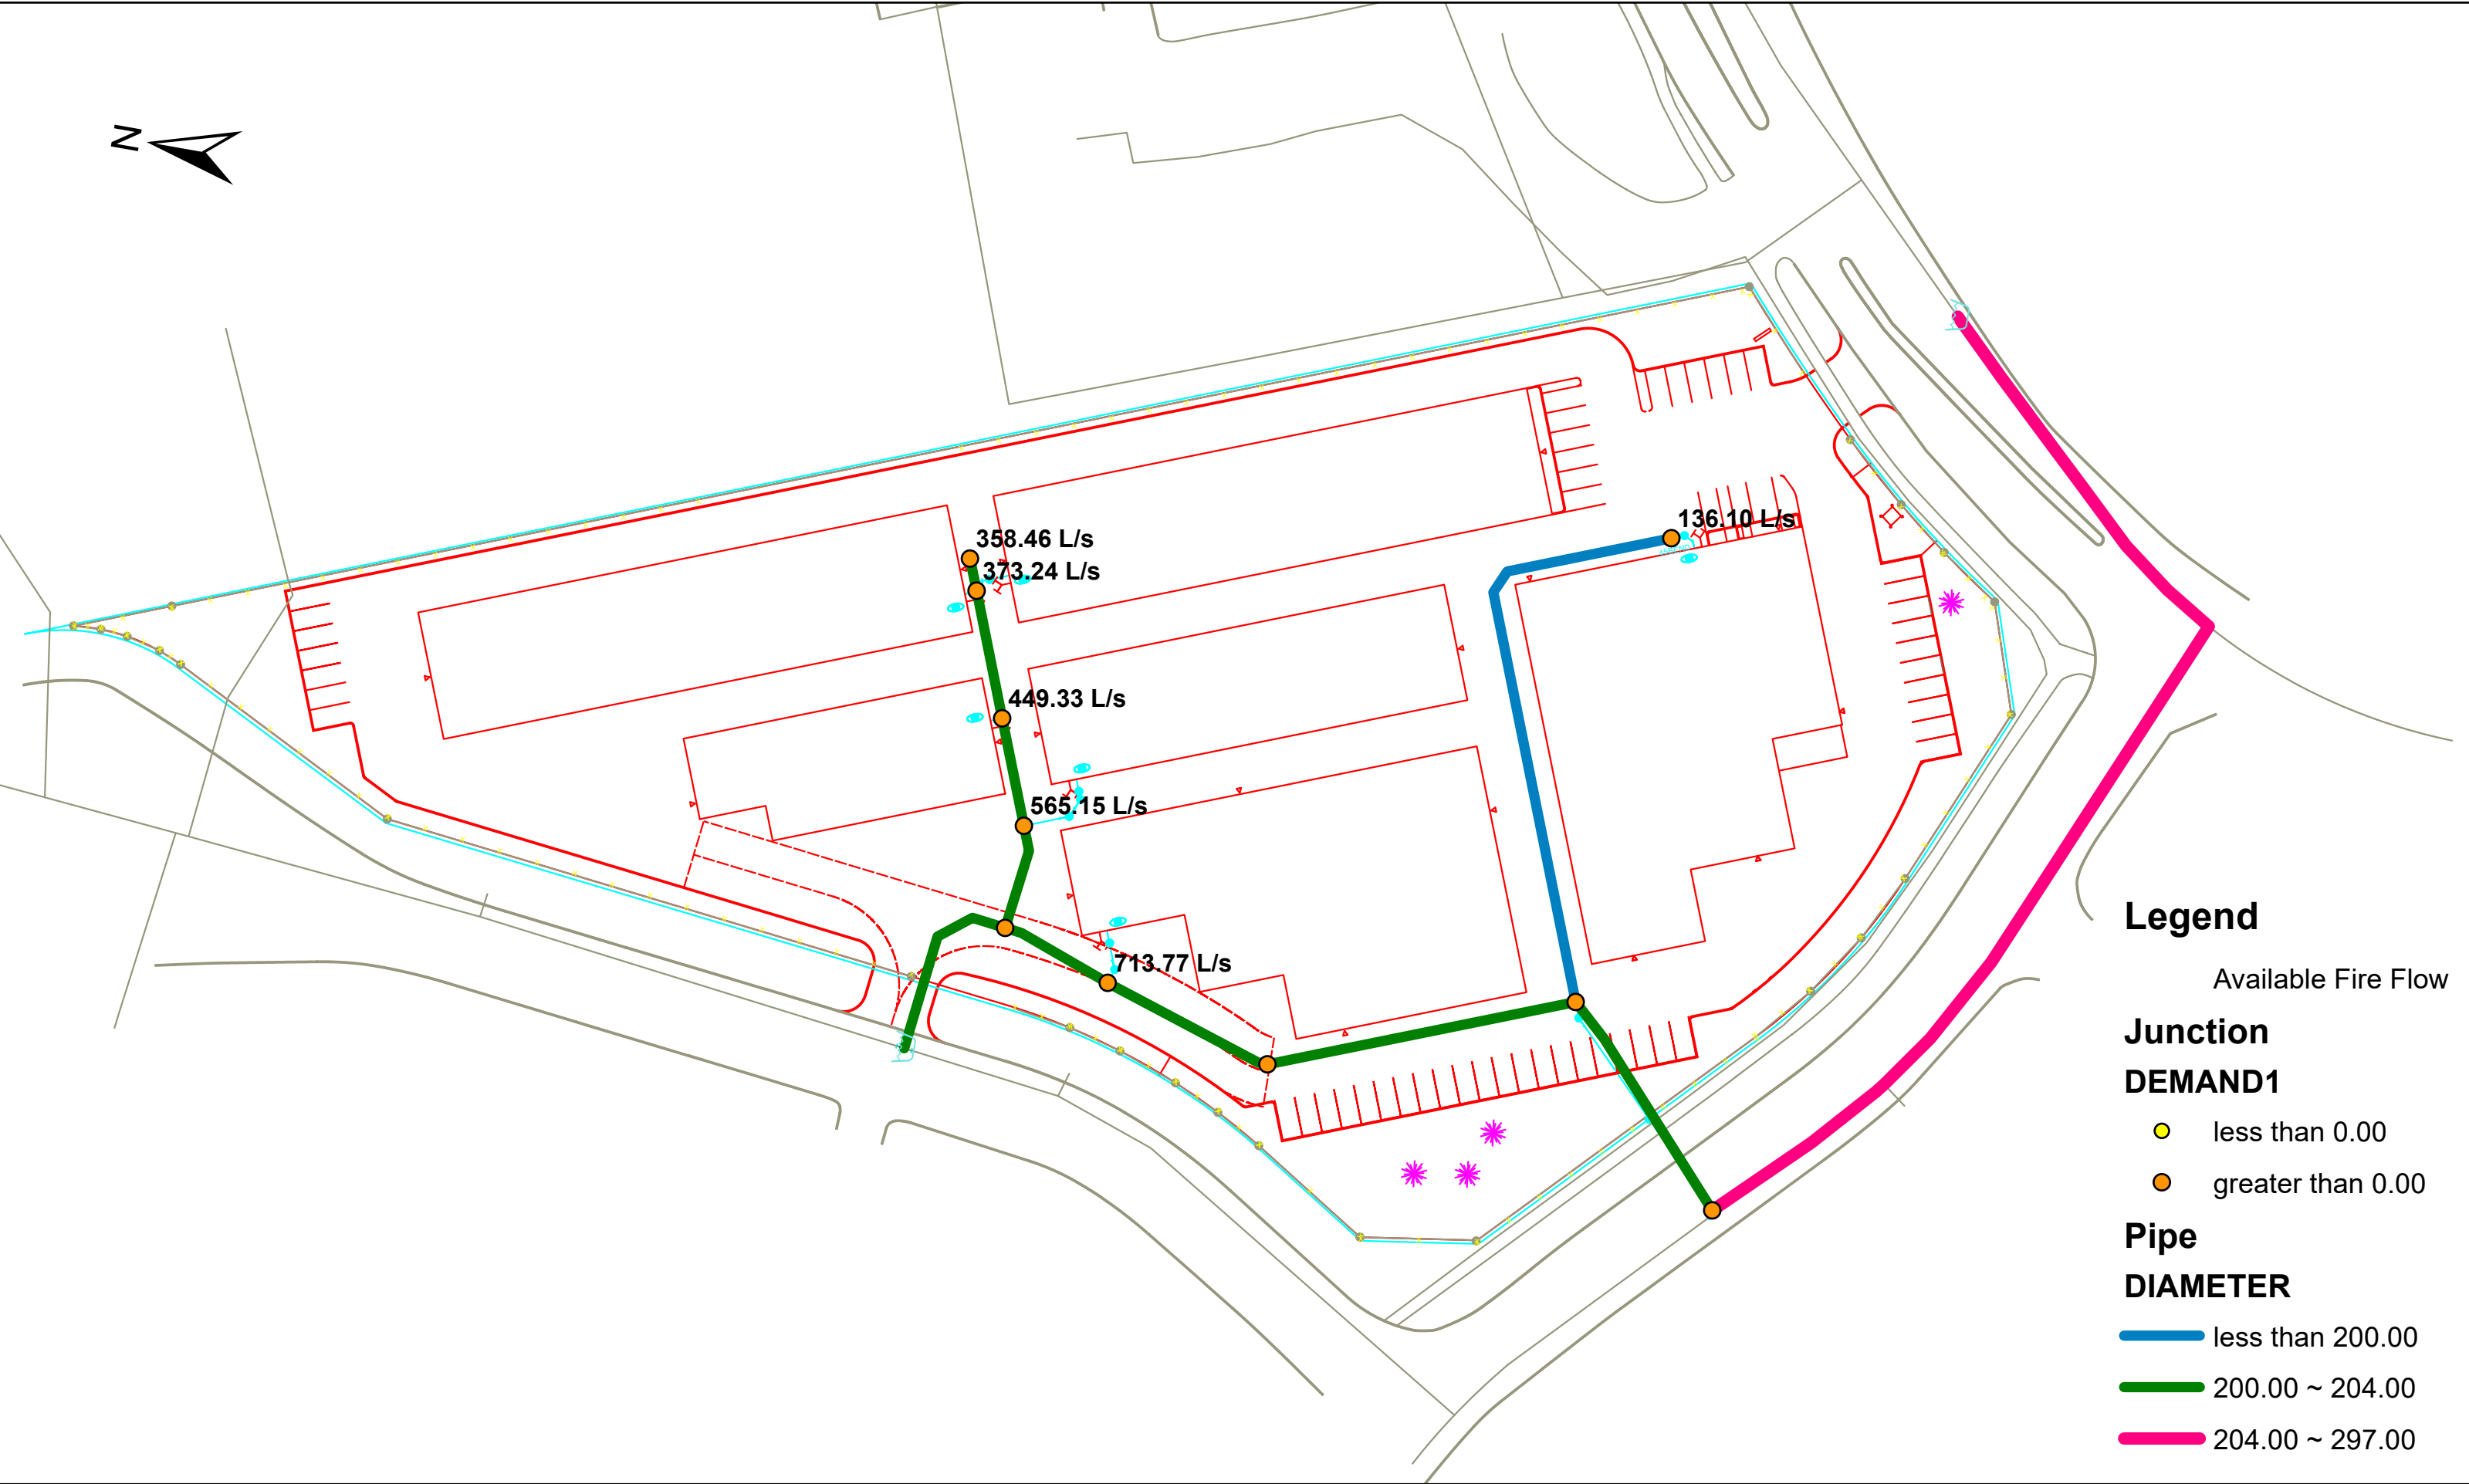 N
136.10 L/s
358.46 L/s
373.24 L/s
449.33 L/s
565.15 L/s
713.77 L/s
Legend
Available Fire Flow
Junction
DEMAND1
less than 0.00
greater than 0.00
Pipe
DIAMETER
less than 200.00
200.00 ~ 204.00
204.00 ~ 297.00